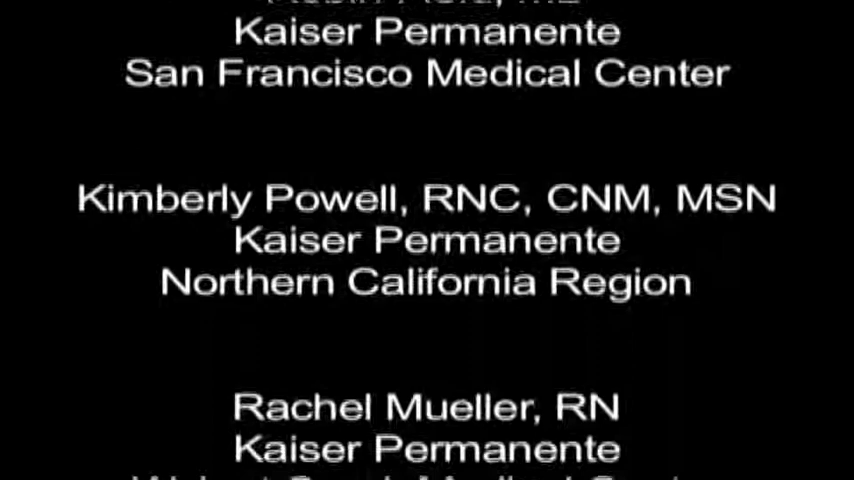 Kaiser Permanente
San Francisco Medical Center
Kimberly Powell, RNC, CNM, MSN
Kaiser Permanente
Northern California Region
Rachel Mueller, RN
Kaiser Permanente